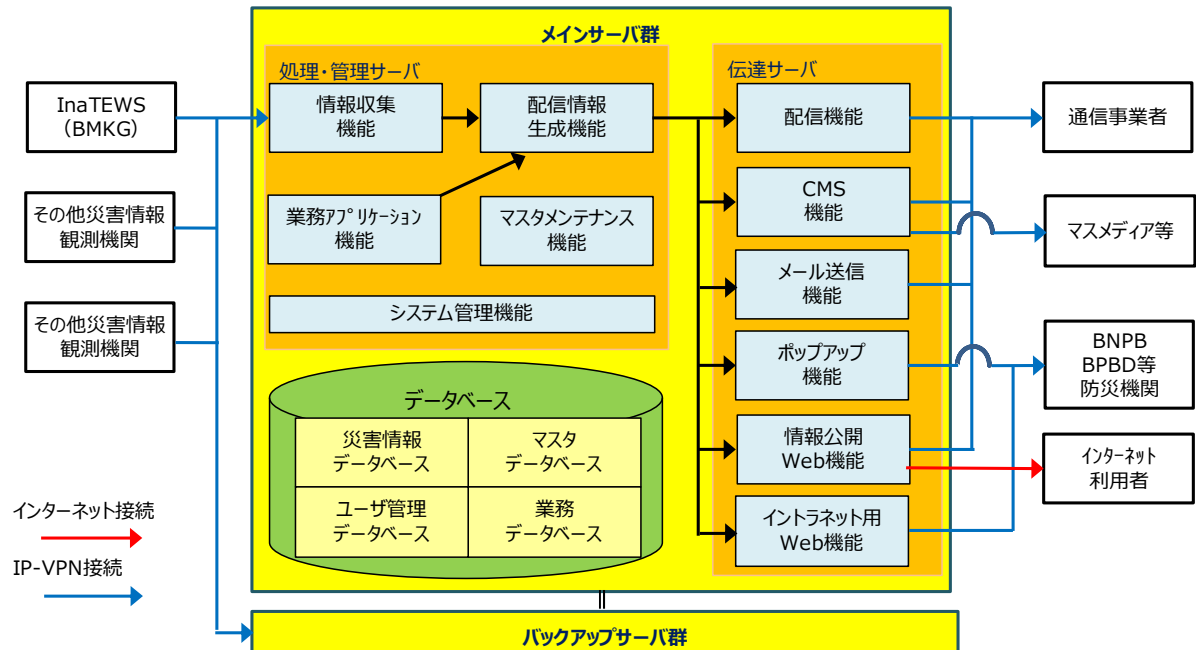 メインサーバ群
処理・管理サーバ
伝達サーバ
InaTEWS
(BMKG)
情報収集
機能
配信情報
生成機能
配信機能
通信事業者
その他災害情報
観測機関
業務アプリケーション
機能
マスタメンテナンス
機能
CMS
機能
マスメディア等
システム管理機能
メール送信
機能
その他災害情報
観測機関
ポップアップ
機能
BNPB
BPBD等
防災機関
データベース
災害情報
データベース
マスタ
データベース
ユーザ管理
データベース
業務
データベース
情報公開
Web機能
インターネット
利用者
イントラネット用
Web機能
インターネット接続
IP-VPN接続
バックアップサーバ群